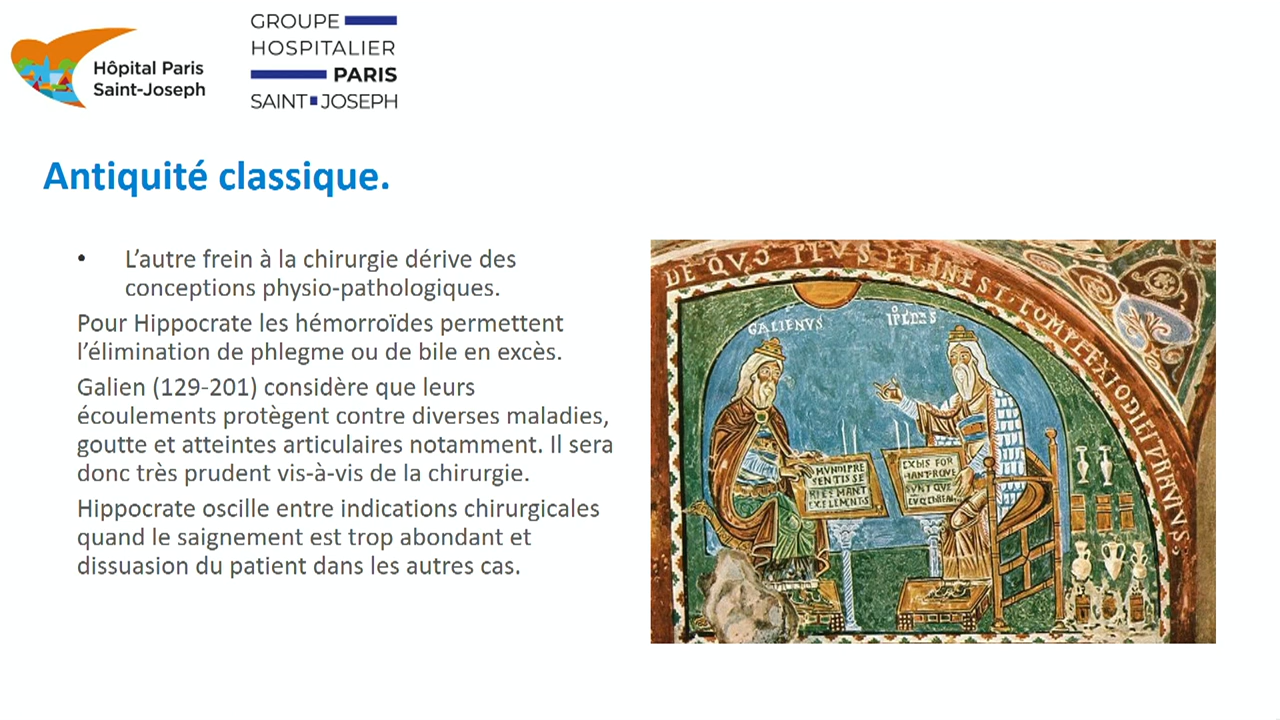 Hôpital Paris
Saint-Joseph
GROUPE
HOSPITALIER
PARIS
SAINT JOSEPH
Antiquité classique.
• L’autre frein à la chirurgie dérive des
conceptions physio-pathologiques.
Pour Hippocrate les hémorroïdes permettent
l’élimination de phlegme ou de bile en excès.
Galien (129-201) considère que leurs
écoulements protègent contre diverses maladies,
goutte et atteintes articulaires notamment. Il sera
donc très prudent vis-à-vis de la chirurgie.
Hippocrate oscille entre indications chirurgicales
quand le saignement est trop abondant et
dissuasion du patient dans les autres cas.
GALIENVS
MVNDIPRE
SENTISSE
RIES MANT